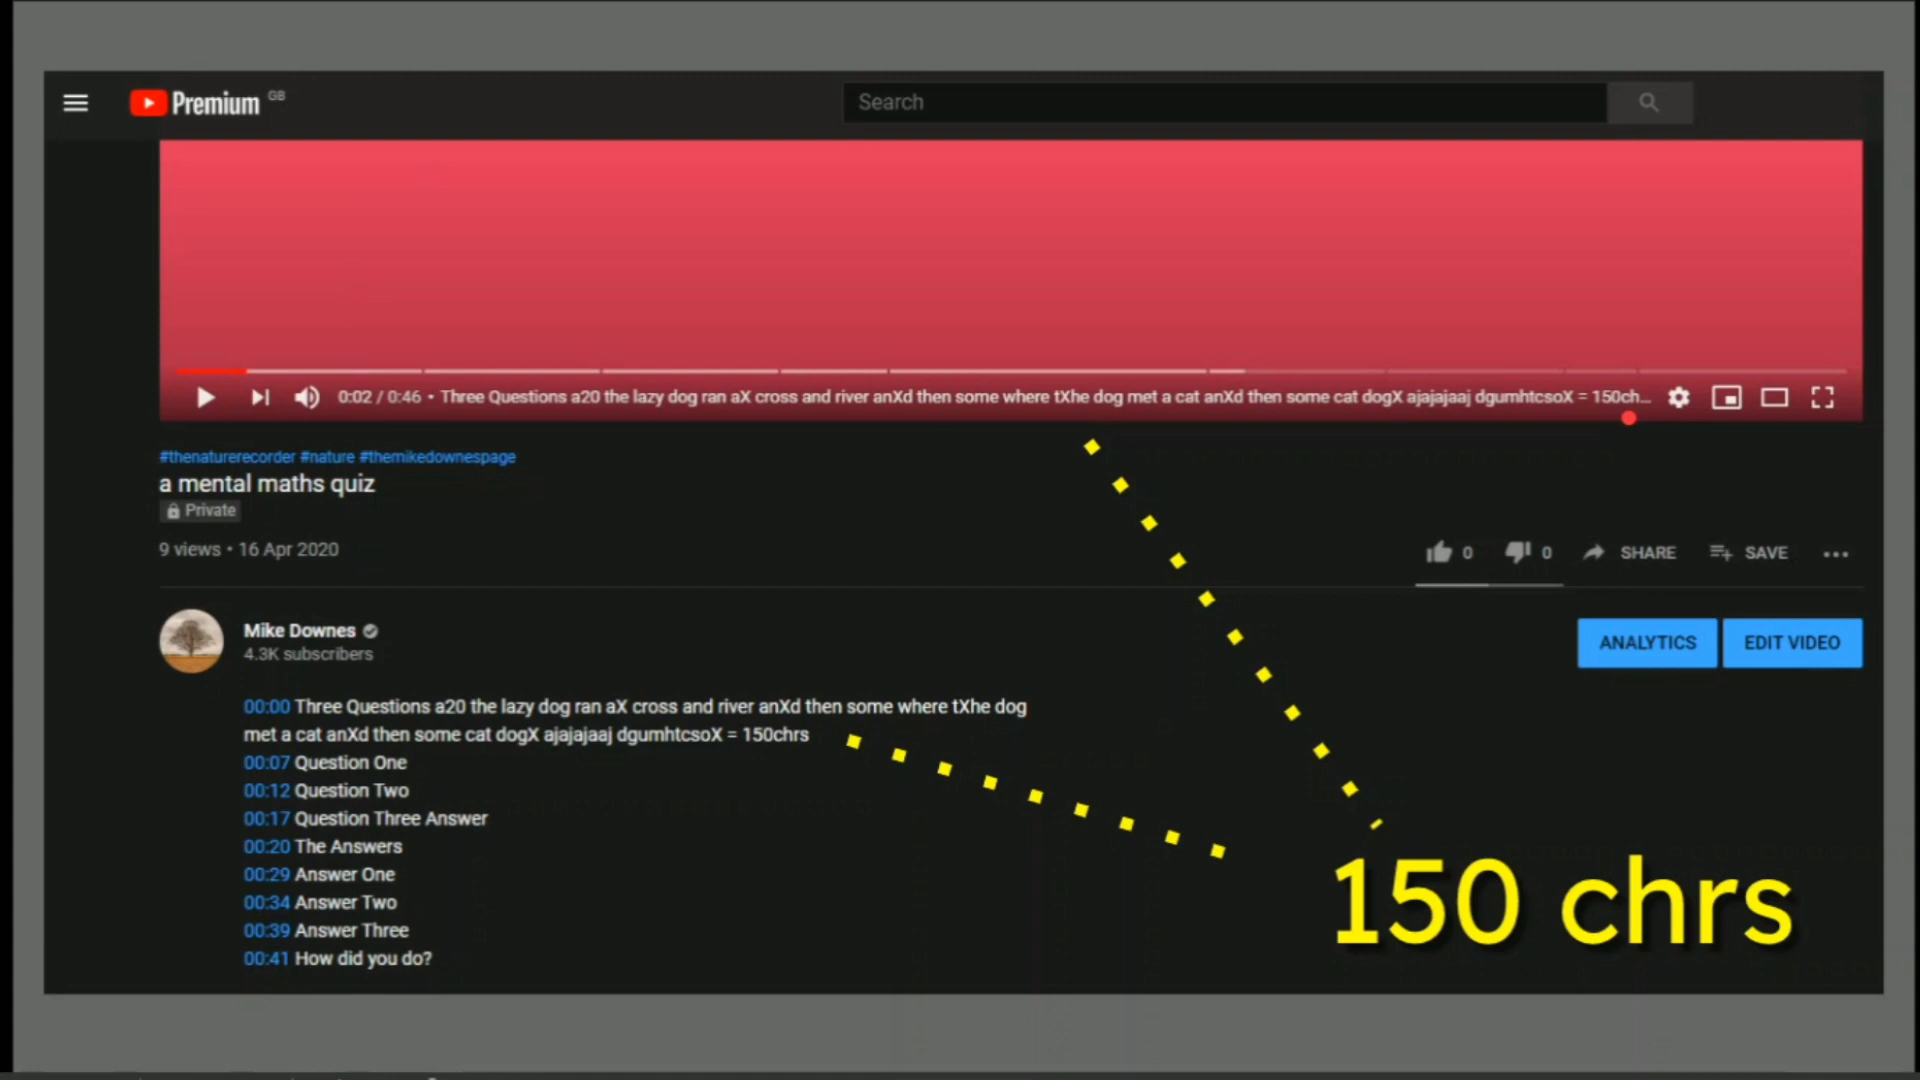 Premium GB
Search
0:02 / 0:46 • Three Questions a20 the lazy dog ran aX cross and river anXd then some where tXhe dog met a cat anXd then some cat dogX ajajajaaj dgumhtcsoX = 150ch...
#thenaturerecorder #nature #themikedownespage
a mental maths quiz
Private
9 views • 16 Apr 2020
0 0 SHARE SAVE
Mike Downes
4.3K subscribers
ANALYTICS EDIT VIDEO
00:00 Three Questions a20 the lazy dog ran aX cross and river anXd then some where tXhe dog
met a cat anXd then some cat dogX ajajajaaj dgumhtcsoX = 150chrs
00:07 Question One
00:12 Question Two
00:17 Question Three Answer
00:20 The Answers
00:29 Answer One
00:34 Answer Two
00:39 Answer Three
00:41 How did you do?
150 chrs